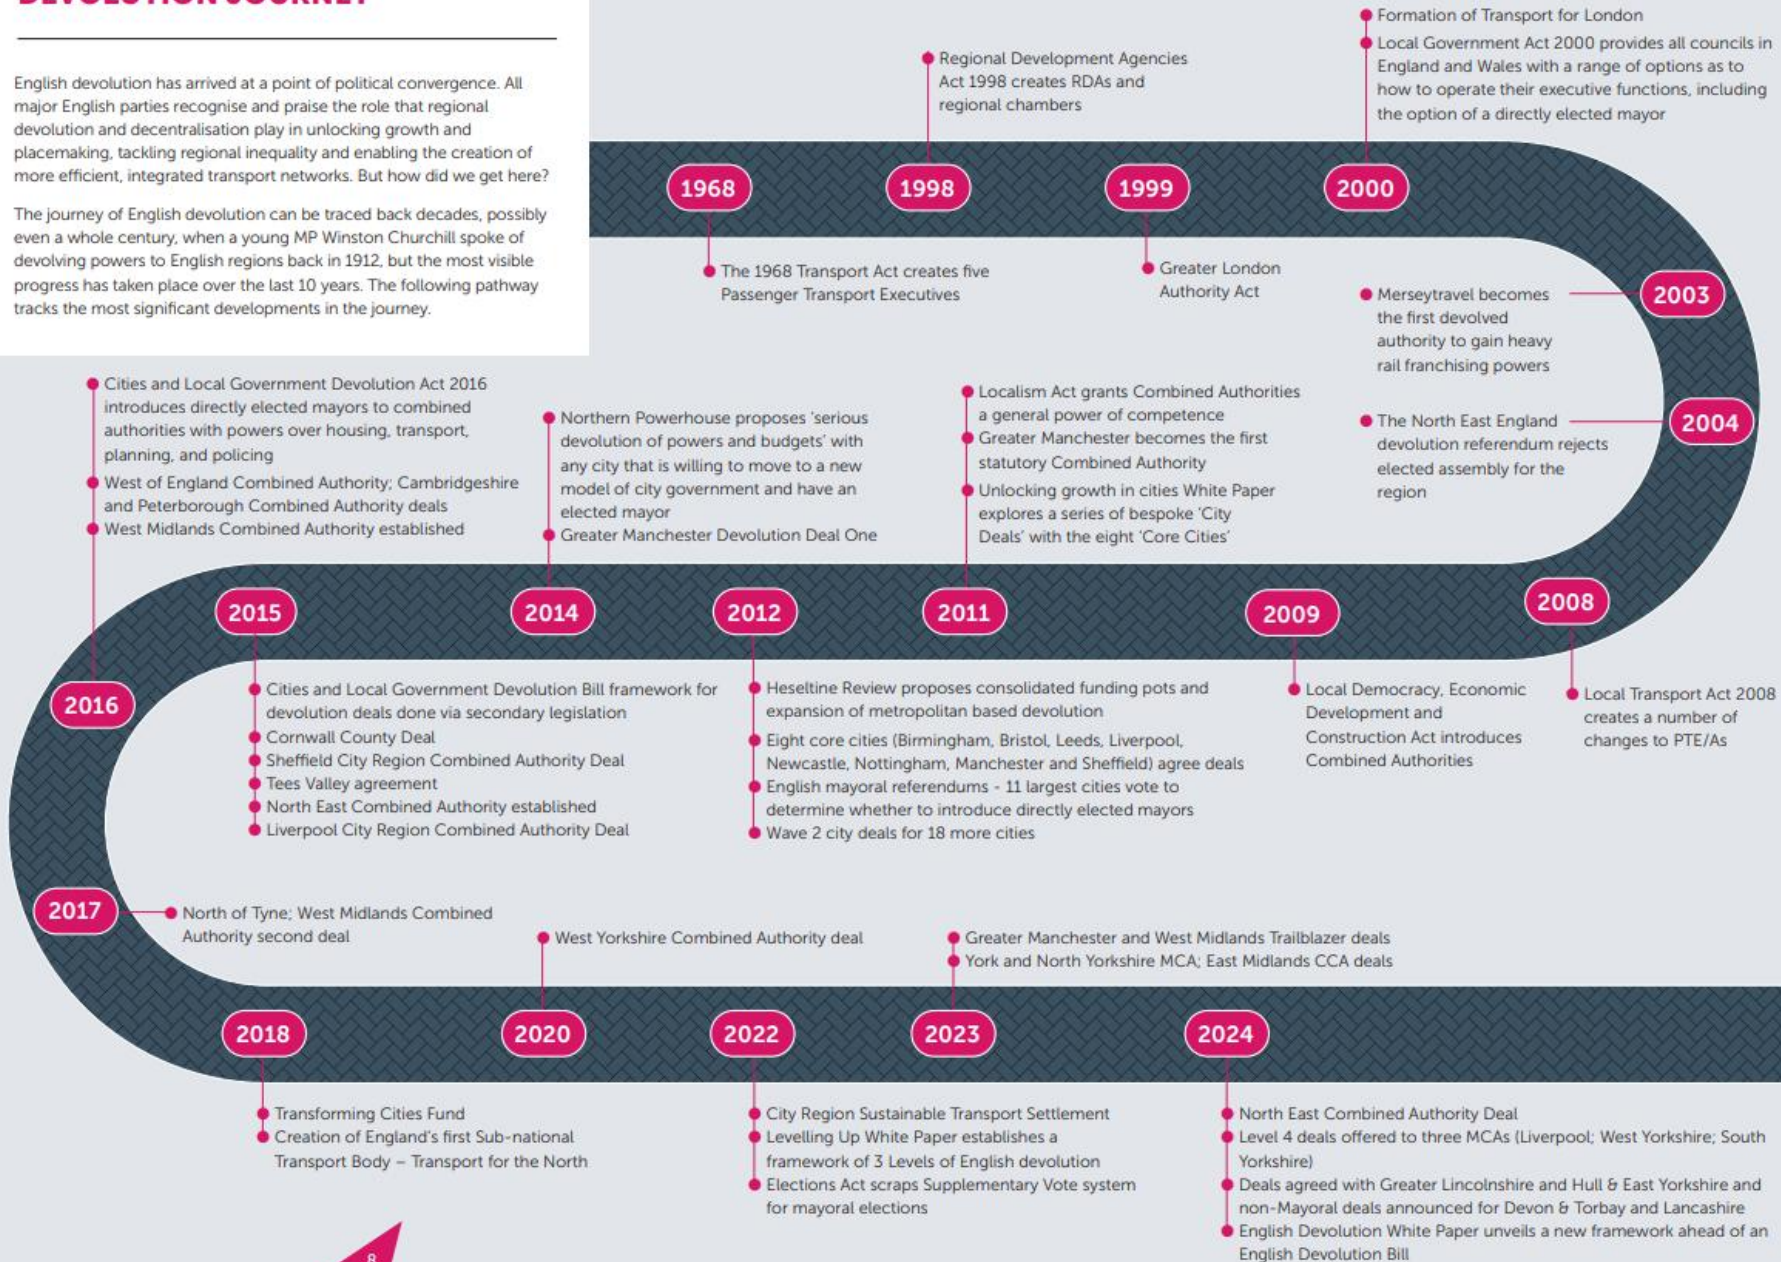 DEVOLUTION JOURNEY
English devolution has arrived at a point of political convergence. All
major English parties recognise and praise the role that regional
devolution and decentralisation play in unlocking growth and
placemaking, tackling regional inequality and enabling the creation of
more efficient, integrated transport networks. But how did we get here?
The journey of English devolution can be traced back decades, possibly
even a whole century, when a young MP Winston Churchill spoke of
devolving powers to English regions back in 1912, but the most visible
progress has taken place over the last 10 years. The following pathway
tracks the most significant developments in the journey.
1968
The 1968 Transport Act creates five
Passenger Transport Executives
Regional Development Agencies
Act 1998 creates RDAs and
regional chambers
1998
1999
Greater London
Authority Act
Formation of Transport for London
Local Government Act 2000 provides all councils in
England and Wales with a range of options as to
how to operate their executive functions, including
the option of a directly elected mayor
2000
2003
Merseytravel becomes
the first devolved
authority to gain heavy
rail franchising powers
2004
The North East England
devolution referendum rejects
elected assembly for the
region
2008
Local Transport Act 2008
creates a number of
changes to PTE/As
2009
Local Democracy, Economic
Development and
Construction Act introduces
Combined Authorities
Localism Act grants Combined Authorities
a general power of competence
Greater Manchester becomes the first
statutory Combined Authority
Unlocking growth in cities White Paper
explores a series of bespoke 'City
Deals' with the eight 'Core Cities'
2011
2012
Heseltine Review proposes consolidated funding pots and
expansion of metropolitan based devolution
Eight core cities (Birmingham, Bristol, Leeds, Liverpool,
Newcastle, Nottingham, Manchester and Sheffield) agree deals
English mayoral referendums - 11 largest cities vote to
determine whether to introduce directly elected mayors
Wave 2 city deals for 18 more cities
Northern Powerhouse proposes 'serious
devolution of powers and budgets' with
any city that is willing to move to a new
model of city government and have an
elected mayor
Greater Manchester Devolution Deal One
2014
2015
Cities and Local Government Devolution Bill framework for
devolution deals done via secondary legislation
Cornwall County Deal
Sheffield City Region Combined Authority Deal
Tees Valley agreement
North East Combined Authority established
Liverpool City Region Combined Authority Deal
Cities and Local Government Devolution Act 2016
introduces directly elected mayors to combined
authorities with powers over housing, transport,
planning, and policing
West of England Combined Authority; Cambridgeshire
and Peterborough Combined Authority deals
West Midlands Combined Authority established
2016
2017
North of Tyne; West Midlands Combined
Authority second deal
2018
Transforming Cities Fund
Creation of England's first Sub-national
Transport Body – Transport for the North
West Yorkshire Combined Authority deal
2020
2022
City Region Sustainable Transport Settlement
Levelling Up White Paper establishes a
framework of 3 Levels of English devolution
Elections Act scraps Supplementary Vote system
for mayoral elections
Greater Manchester and West Midlands Trailblazer deals
York and North Yorkshire MCA; East Midlands CCA deals
2023
2024
North East Combined Authority Deal
Level 4 deals offered to three MCAs (Liverpool; West Yorkshire; South
Yorkshire)
Deals agreed with Greater Lincolnshire and Hull & East Yorkshire and
non-Mayoral deals announced for Devon & Torbay and Lancashire
English Devolution White Paper unveils a new framework ahead of an
English Devolution Bill
8